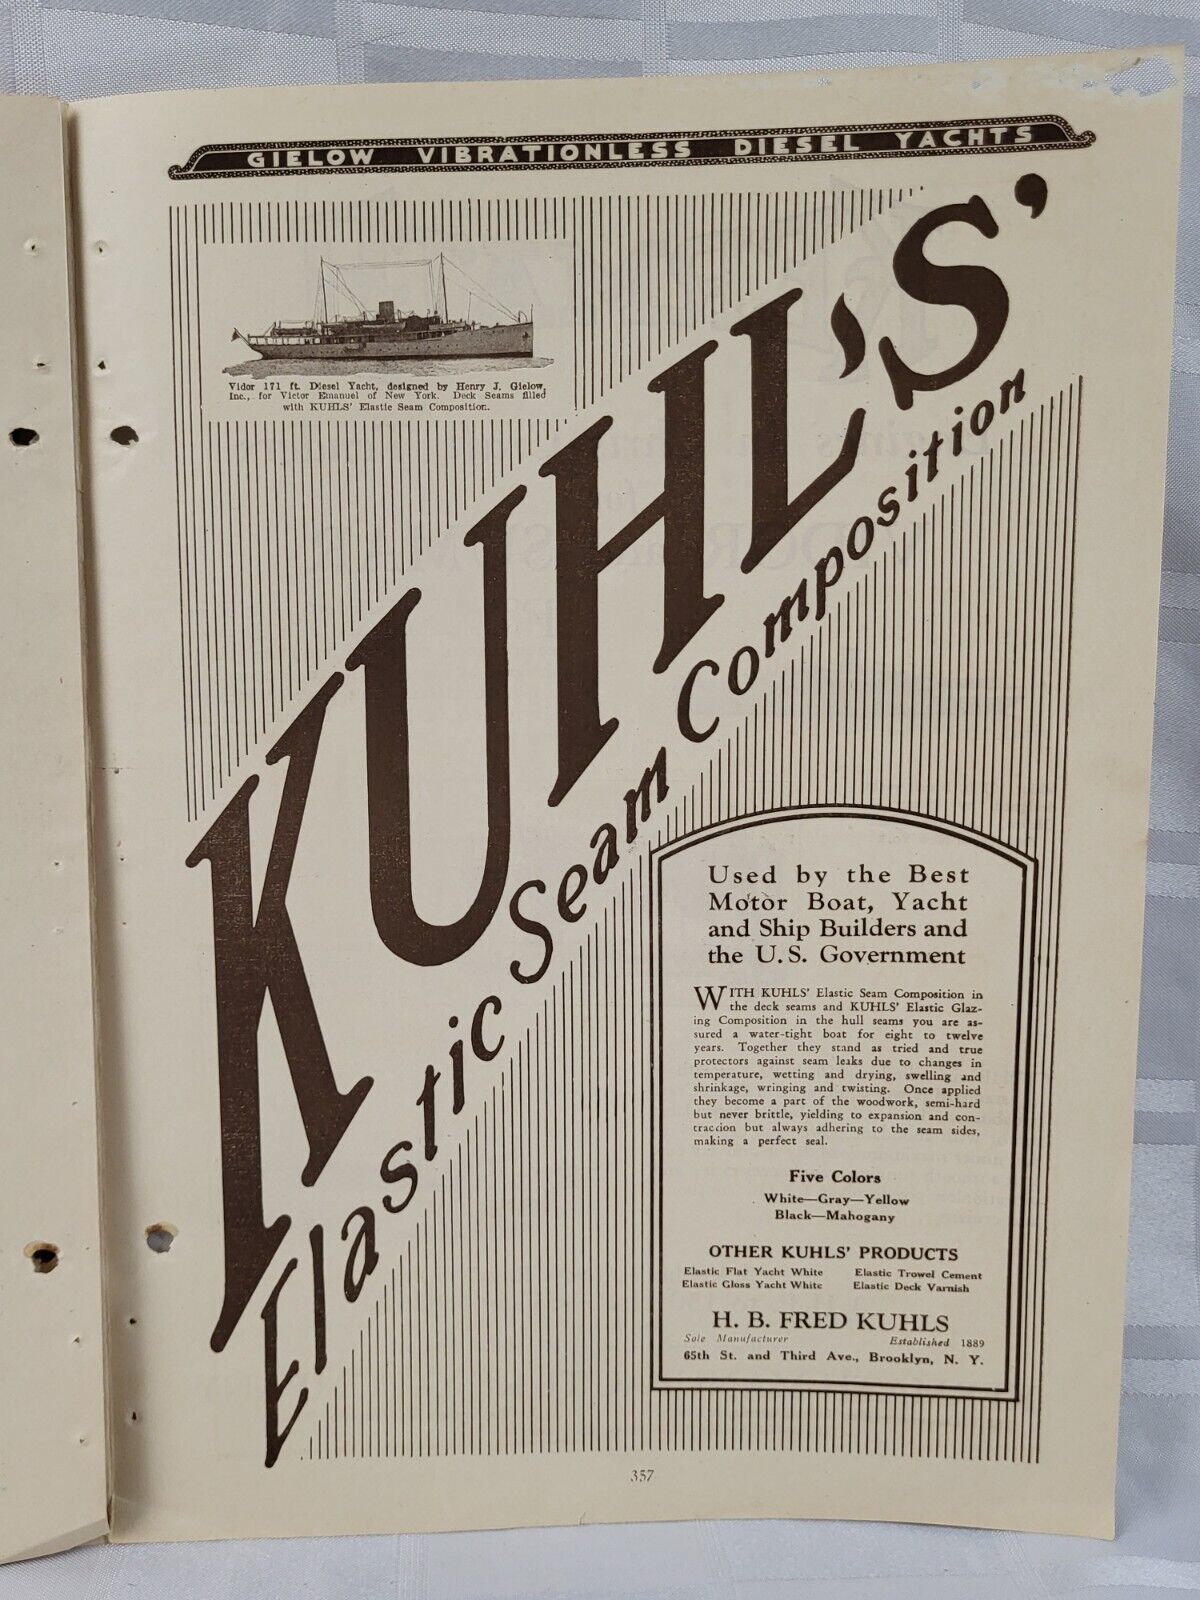 GIELOW VIBRATIONLESS DIESEL YACHTS
Vidor 171 ft. Diesel Yacht, designed by Henry J. Gielow,
Inc., for Victor Emanuel of New York. Deck Seams filled
with KUHLS' Elastic Seam Composition.
KUHL'S'
Elastic Seam Composition
Used by the Best
Motor Boat, Yacht
and Ship Builders and
the U.S. Government
WITH KUHLS' Elastic Seam Composition in
the deck seams and KUHLS' Elastic Glaz-
ing Composition in the hull seams you are as-
sured a water-tight boat for eight to twelve
years. Together they stand as tried and true
protectors against seam leaks due to changes in
temperature, wetting and drying, swelling and
shrinkage, wringing and twisting. Once applied
they become a part of the woodwork, semi-hard
but never brittle, yielding to expansion and con-
traction but always adhering to the seam sides,
making a perfect seal.
Five Colors
White—Gray—Yellow
Black—Mahogany
OTHER KUHLS' PRODUCTS
Elastic Flat Yacht White Elastic Trowel Cement
Elastic Gloss Yacht White Elastic Deck Varnish
H. B. FRED KUHLS
Sole Manufacturer Established 1889
65th St. and Third Ave., Brooklyn, N. Y.
357